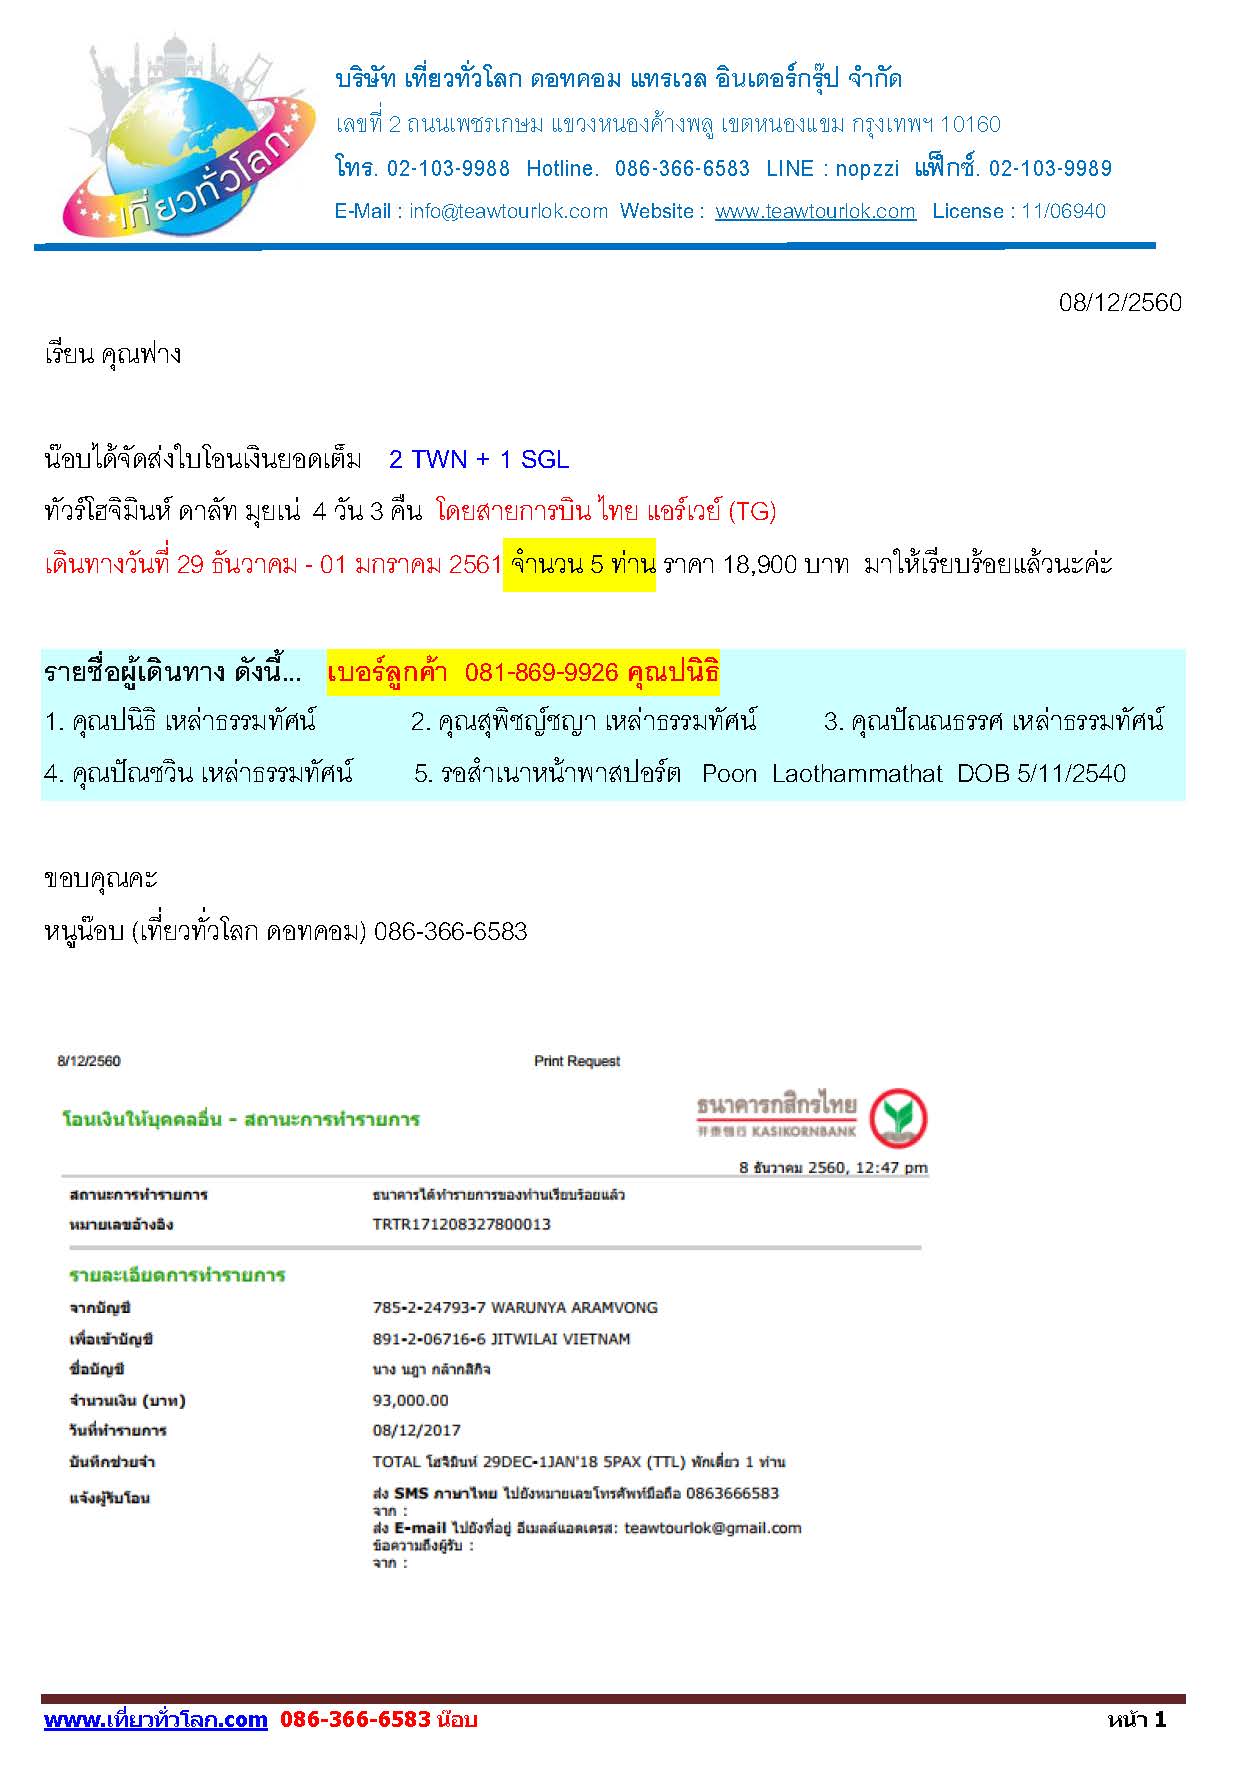 เที่ยวทั่วโลก
บริษัท เที่ยวทั่วโลก ดอทคอม แทรเวล อินเตอร์กรุ๊ป จำกัด
เลขที่ 2 ถนนเพชรเกษม แขวงหนองค้างพลู เขตหนองแขม กรุงเทพฯ 10160
โทร. 02-103-9988 Hotline. 086-366-6583 LINE : nopzzi แฟ็กซ์. 02-103-9989
E-Mail : info@teawtourlok.com Website : www.teawtourlok.com License : 11/06940
08/12/2560
เรียน คุณฟาง
น๊อบได้จัดส่งใบโอนเงินยอดเต็ม 2 TWN + 1 SGL
ทัวร์โฮจิมินห์ ดาลัท มุยเน่ 4 วัน 3 คืน โดยสายการบิน ไทย แอร์เวย์ (TG)
เดินทางวันที่ 29 ธันวาคม - 01 มกราคม 2561 จำนวน 5 ท่าน ราคา 18,900 บาท มาให้เรียบร้อยแล้วนะค่ะ
รายชื่อผู้เดินทาง ดังนี้... เบอร์ลูกค้า 081-869-9926 คุณปนิธิ
1. คุณปนิธิ เหล่าธรรมทัศน์ 2. คุณสุพิชญ์ชญา เหล่าธรรมทัศน์ 3. คุณปัณณธรรศ เหล่าธรรมทัศน์
4. คุณปัณชวิน เหล่าธรรมทัศน์ 5. รอสำเนาหน้าพาสปอร์ต Poon Laothammathat DOB 5/11/2540
ขอบคุณคะ
หนูน๊อบ (เที่ยวทั่วโลก ดอทคอม) 086-366-6583
8/12/2560 Print Request
โอนเงินให้บุคคลอื่น - สถานะการทำรายการ
ธนาคารกสิกรไทย
开泰银行 KASIKORNBANK
8 ธันวาคม 2560, 12:47 pm
สถานะการทำรายการ ธนาคารได้ทำรายการของท่านเรียบร้อยแล้ว
หมายเลขอ้างอิง TRTR171208327800013
รายละเอียดการทำรายการ
จากบัญชี 785-2-24793-7 WARUNYA ARAMVONG
เพื่อเข้าบัญชี 891-2-06716-6 JITWILAI VIETNAM
ชื่อบัญชี นาง นฎา กล้ากสิกิจ
จำนวนเงิน (บาท) 93,000.00
วันที่ทำรายการ 08/12/2017
บันทึกช่วยจำ TOTAL โฮจิมินห์ 29DEC-1JAN'18 5PAX (TTL) พักเดี่ยว 1 ท่าน
แจ้งผู้รับโอน ส่ง SMS ภาษาไทย ไปยังหมายเลขโทรศัพท์มือถือ 0863666583
จาก :
ส่ง E-mail ไปยังที่อยู่ อีเมลล์แอดเดรส: teawtourlok@gmail.com
ข้อความถึงผู้รับ :
จาก :
www.เที่ยวทั่วโลก.com 086-366-6583 น๊อบ หน้า 1